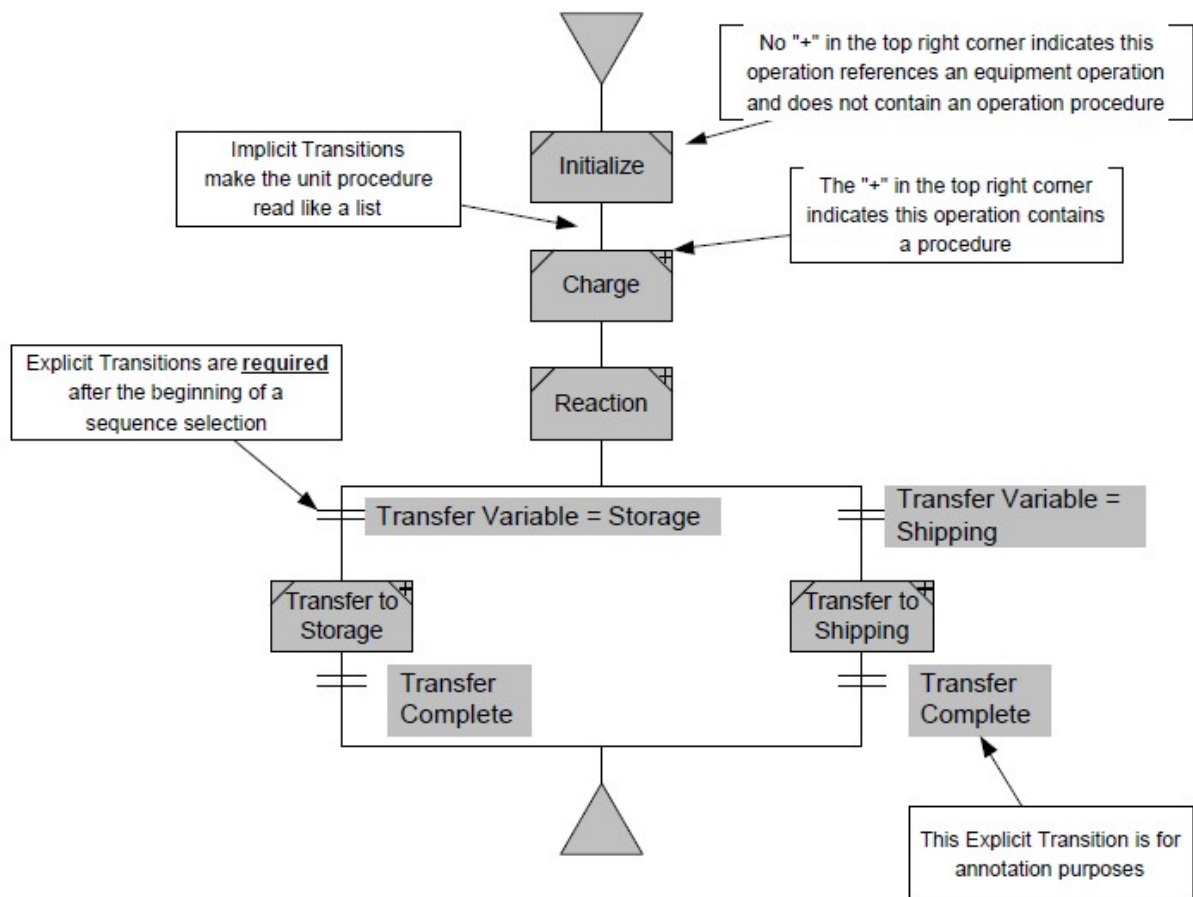 No "+" in the top right corner indicates this
operation references an equipment operation
and does not contain an operation procedure
Implicit Transitions
make the unit procedure
read like a list
Initialize
The "+" in the top right corner
indicates this operation contains
a procedure
+
Charge
Explicit Transitions are required
after the beginning of a
sequence selection
+
Reaction
Transfer Variable = Storage
Transfer Variable =
Shipping
+
Transfer to
Storage
+
Transfer to
Shipping
Transfer
Complete
Transfer
Complete
This Explicit Transition is for
annotation purposes